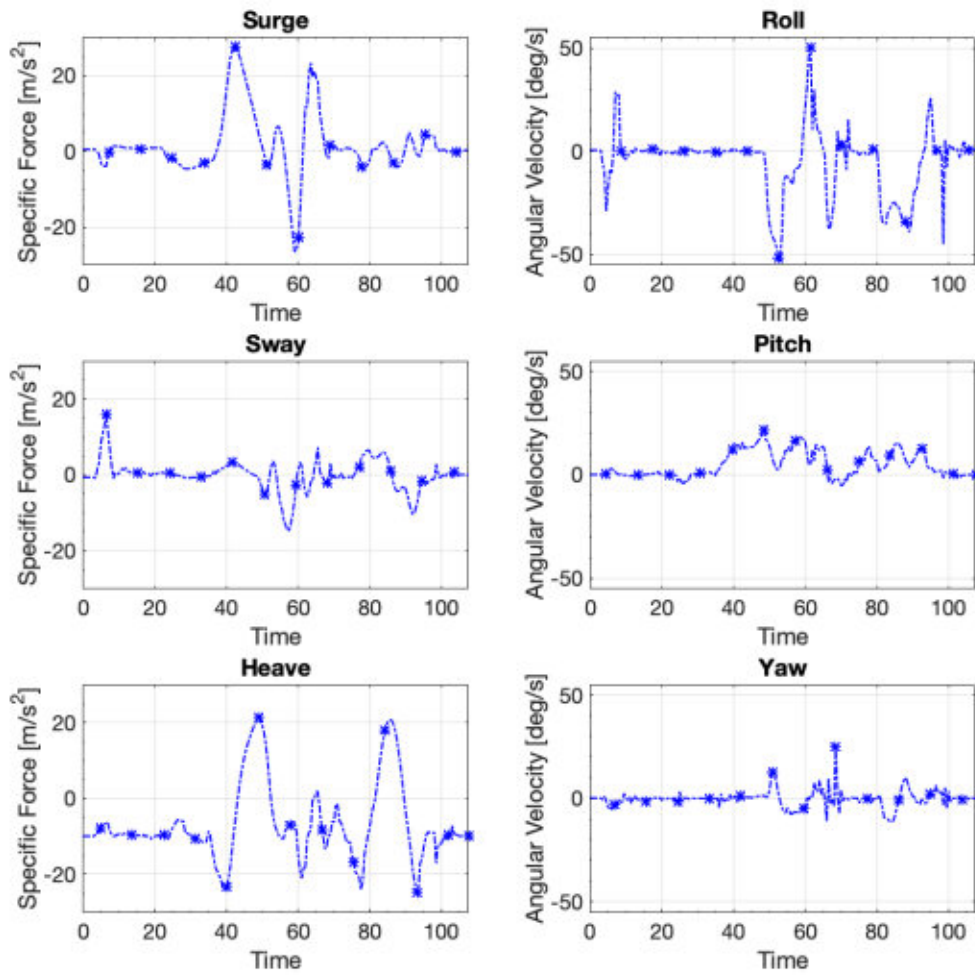 Surge
Specific Force [m/s²]
20
0
-20
0 20 40 60 80 100
Time
Roll
Angular Velocity [deg/s]
50
0
-50
0 20 40 60 80 100
Time
Sway
Specific Force [m/s²]
20
0
-20
0 20 40 60 80 100
Time
Pitch
Angular Velocity [deg/s]
50
0
-50
0 20 40 60 80 100
Time
Heave
Specific Force [m/s²]
20
0
-20
0 20 40 60 80 100
Time
Yaw
Angular Velocity [deg/s]
50
0
-50
0 20 40 60 80 100
Time